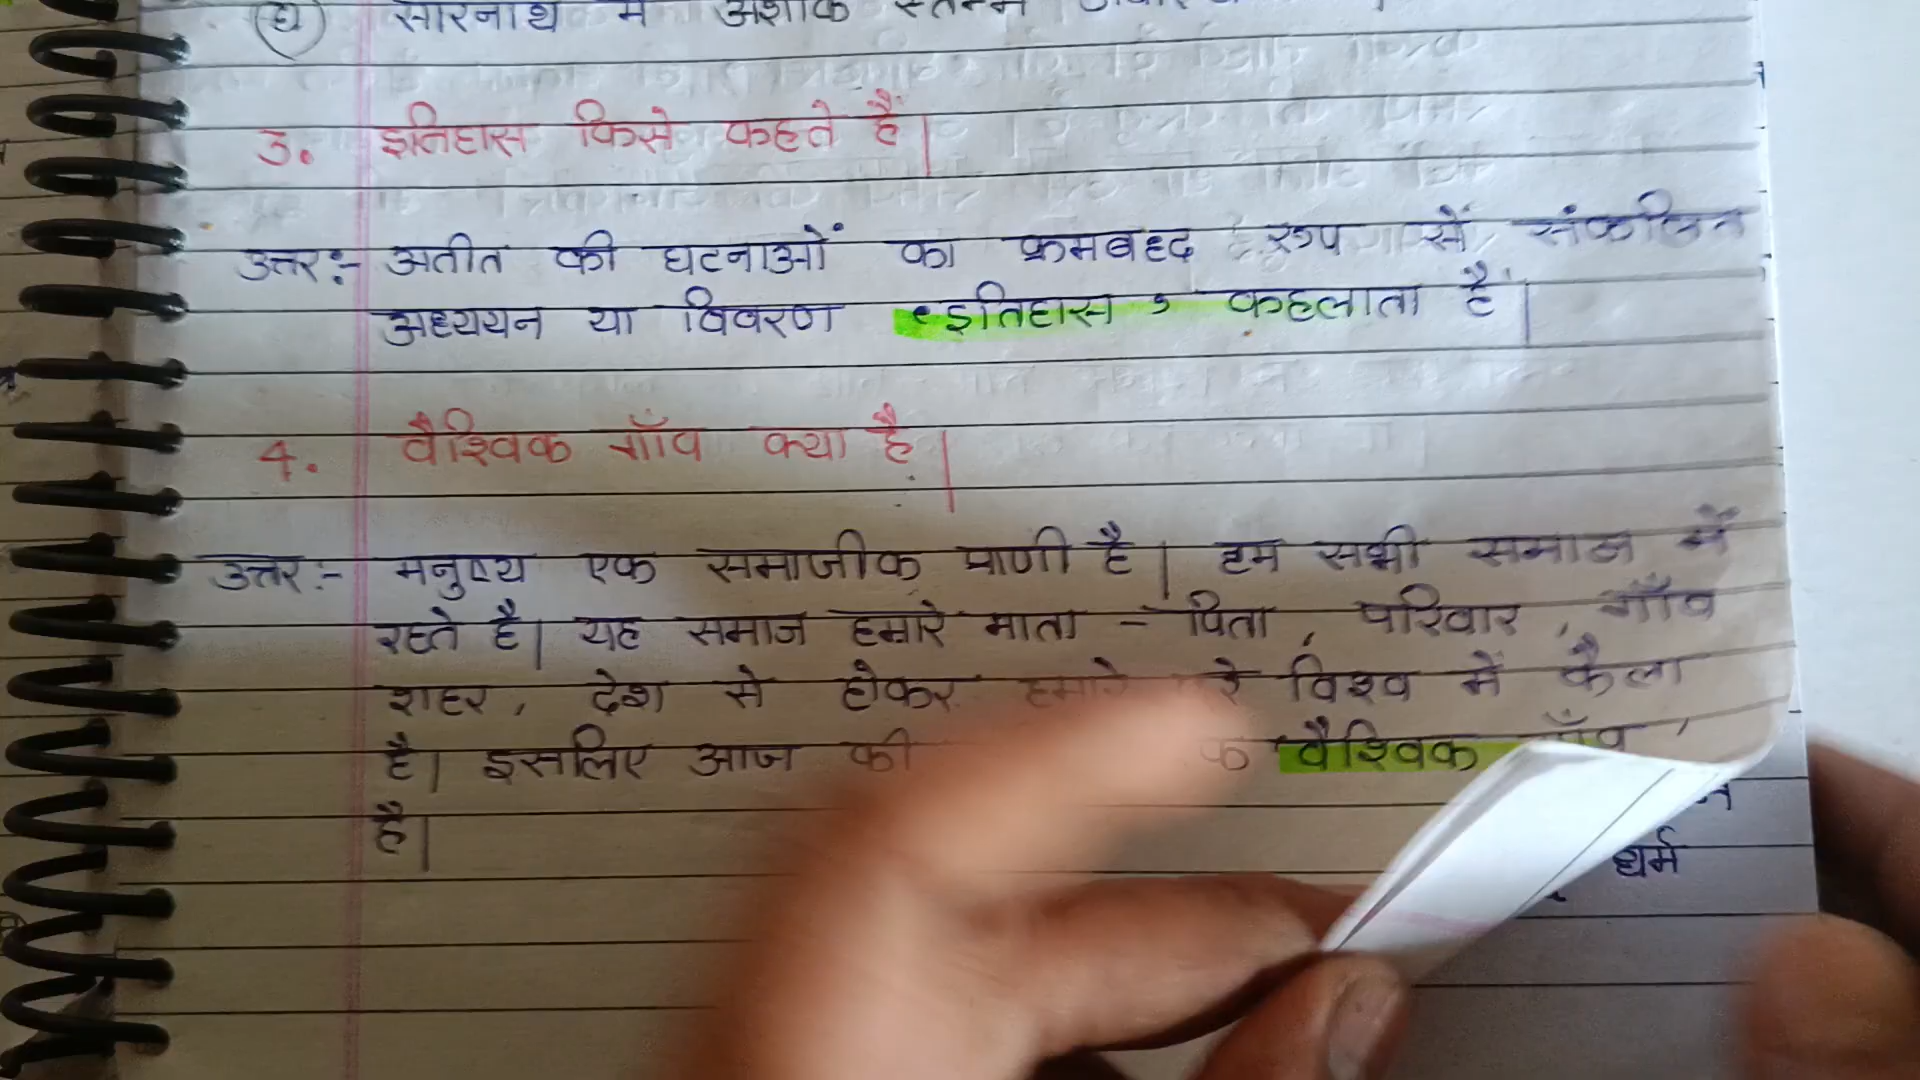 (घ) सारनाथ में अशोक स्तम्भ
3. इतिहास किसे कहते हैं|
उत्तर:- अतीत की घटनाओं का क्रमबद्द रूप से संकलित
अध्ययन या विवरण 'इतिहास' कहलाता है|
4. वैश्विक गाँव क्या है|
उत्तर:- मनुष्य एक समाजीक प्राणी है| हम सभी समाज में
रहते है| यह समाज हमारे माता - पिता, परिवार, गाँव
शहर, देश से होकर हमारे विश्व में फैला
है| इसलिए आज की 'वैश्विक गाँव'
है|
धर्म